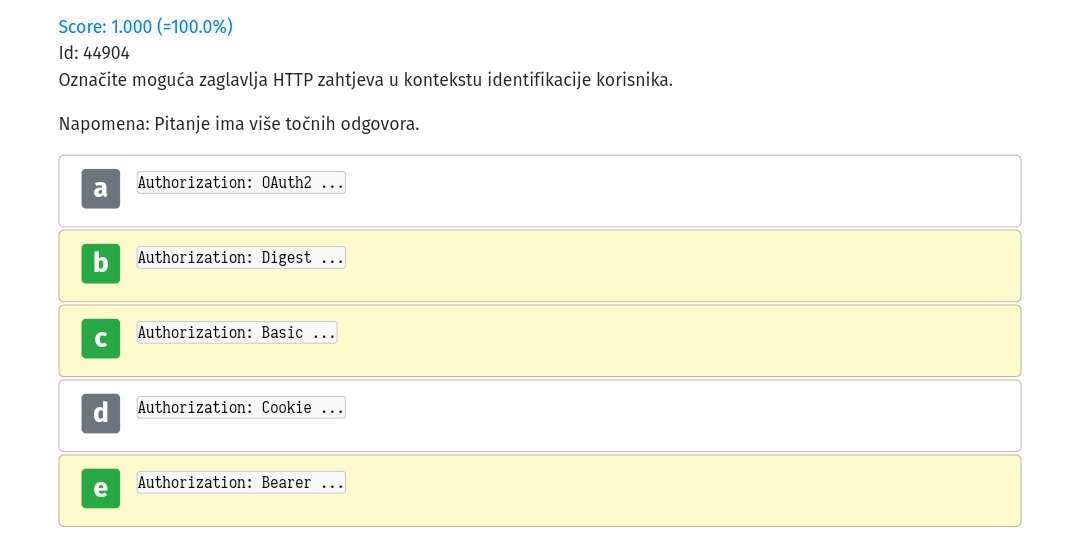 Score: 1.000 (=100.0%)
Id: 44904
Označite moguća zaglavlja HTTP zahtjeva u kontekstu identifikacije korisnika.
Napomena: Pitanje ima više točnih odgovora.
a Authorization: OAuth2 ...
b Authorization: Digest ...
c Authorization: Basic ...
d Authorization: Cookie ...
e Authorization: Bearer ...